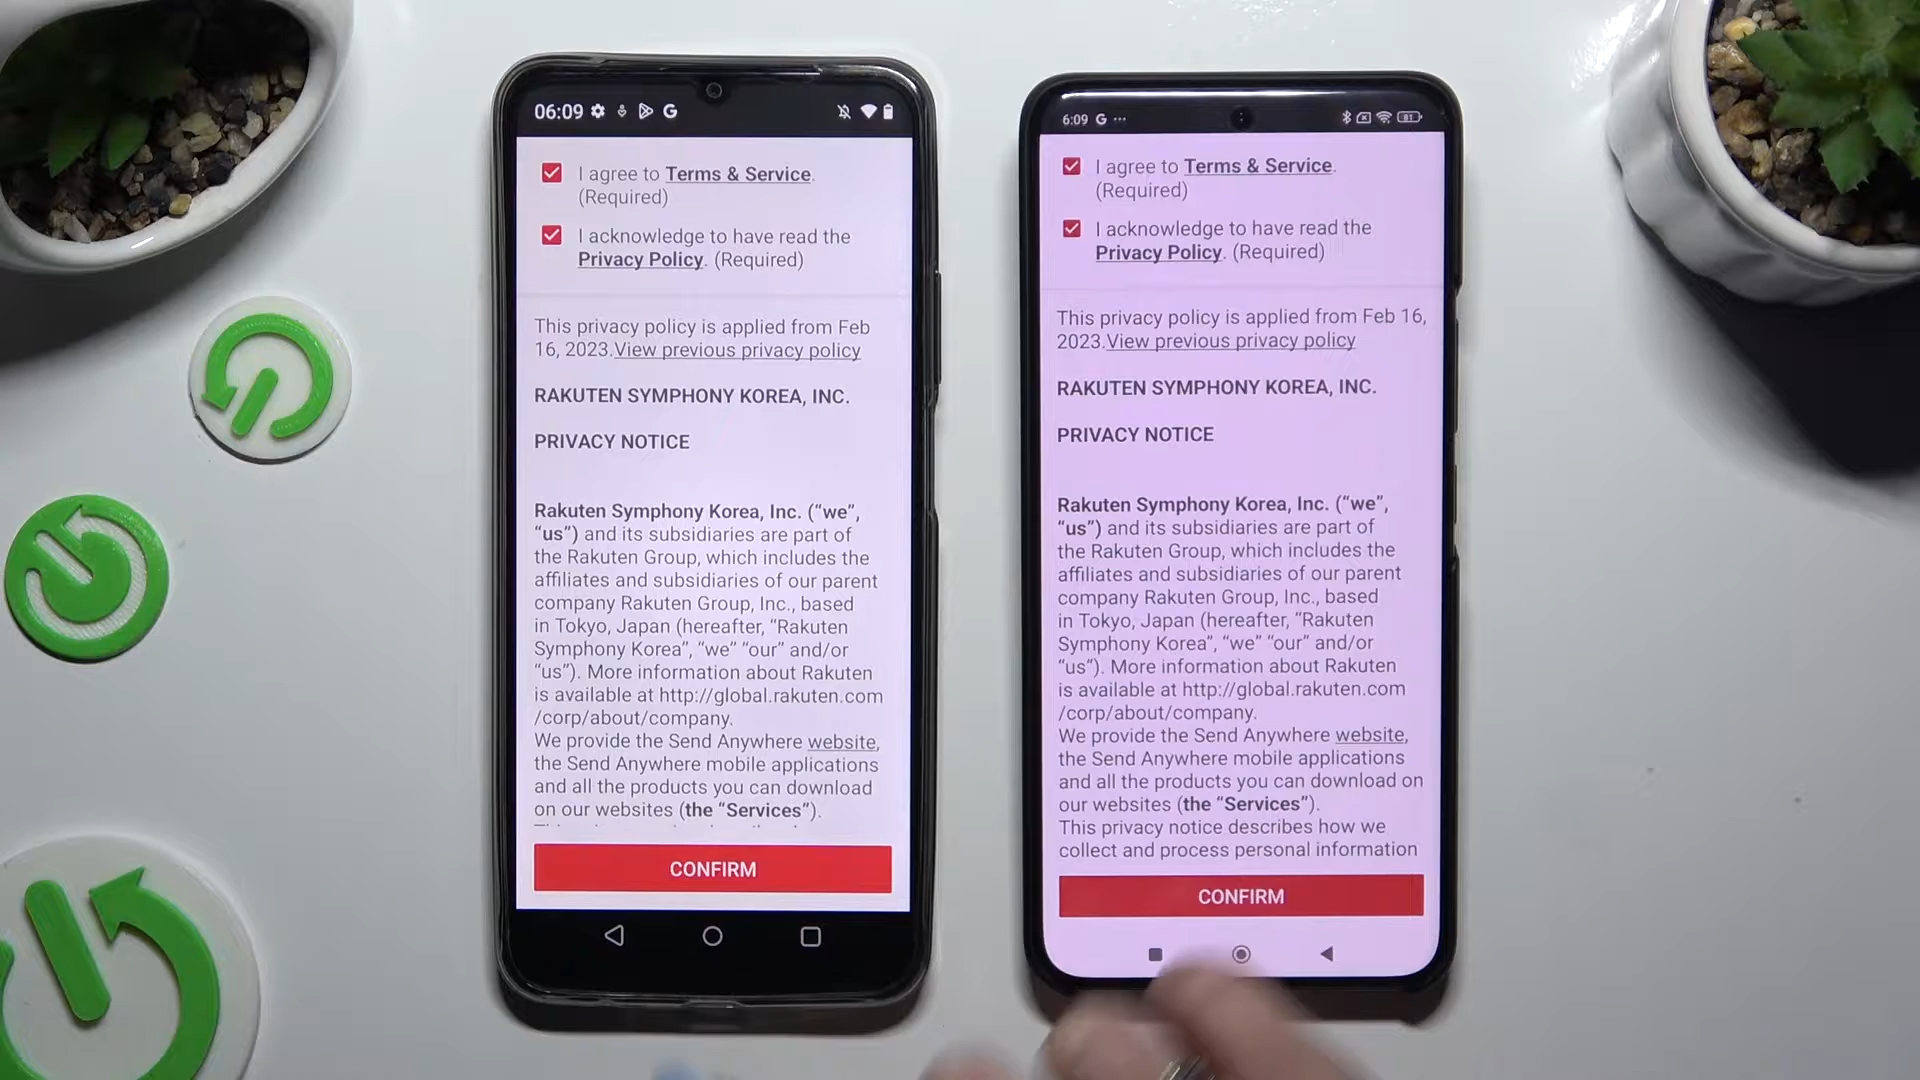 06:09
I agree to Terms & Service.
(Required)
I acknowledge to have read the
Privacy Policy. (Required)
This privacy policy is applied from Feb
16, 2023.View previous privacy policy
RAKUTEN SYMPHONY KOREA, INC.
PRIVACY NOTICE
Rakuten Symphony Korea, Inc. (“we”,
“us”) and its subsidiaries are part of
the Rakuten Group, which includes the
affiliates and subsidiaries of our parent
company Rakuten Group, Inc., based
in Tokyo, Japan (hereafter, “Rakuten
Symphony Korea”, “we” “our” and/or
“us”). More information about Rakuten
is available at http://global.rakuten.com
/corp/about/company.
We provide the Send Anywhere website,
the Send Anywhere mobile applications
and all the products you can download
on our websites (the “Services”).
CONFIRM
6:09 G ...
81
I agree to Terms & Service.
(Required)
I acknowledge to have read the
Privacy Policy. (Required)
This privacy policy is applied from Feb 16,
2023.View previous privacy policy
RAKUTEN SYMPHONY KOREA, INC.
PRIVACY NOTICE
Rakuten Symphony Korea, Inc. (“we”,
“us”) and its subsidiaries are part of
the Rakuten Group, which includes the
affiliates and subsidiaries of our parent
company Rakuten Group, Inc., based
in Tokyo, Japan (hereafter, “Rakuten
Symphony Korea”, “we” “our” and/or
“us”). More information about Rakuten
is available at http://global.rakuten.com
/corp/about/company.
We provide the Send Anywhere website,
the Send Anywhere mobile applications
and all the products you can download on
our websites (the “Services”).
This privacy notice describes how we
collect and process personal information
CONFIRM